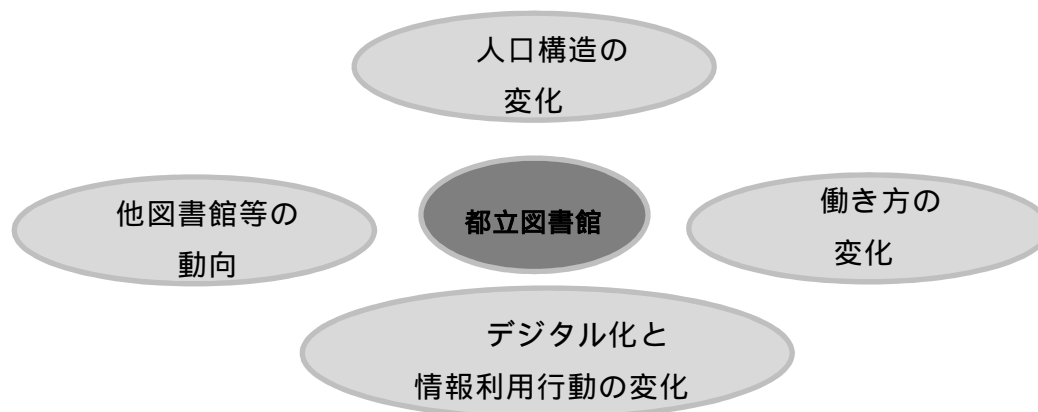 人口構造の
変化
都立図書館
他図書館等の
動向
働き方の
変化
デジタル化と
情報利用行動の変化